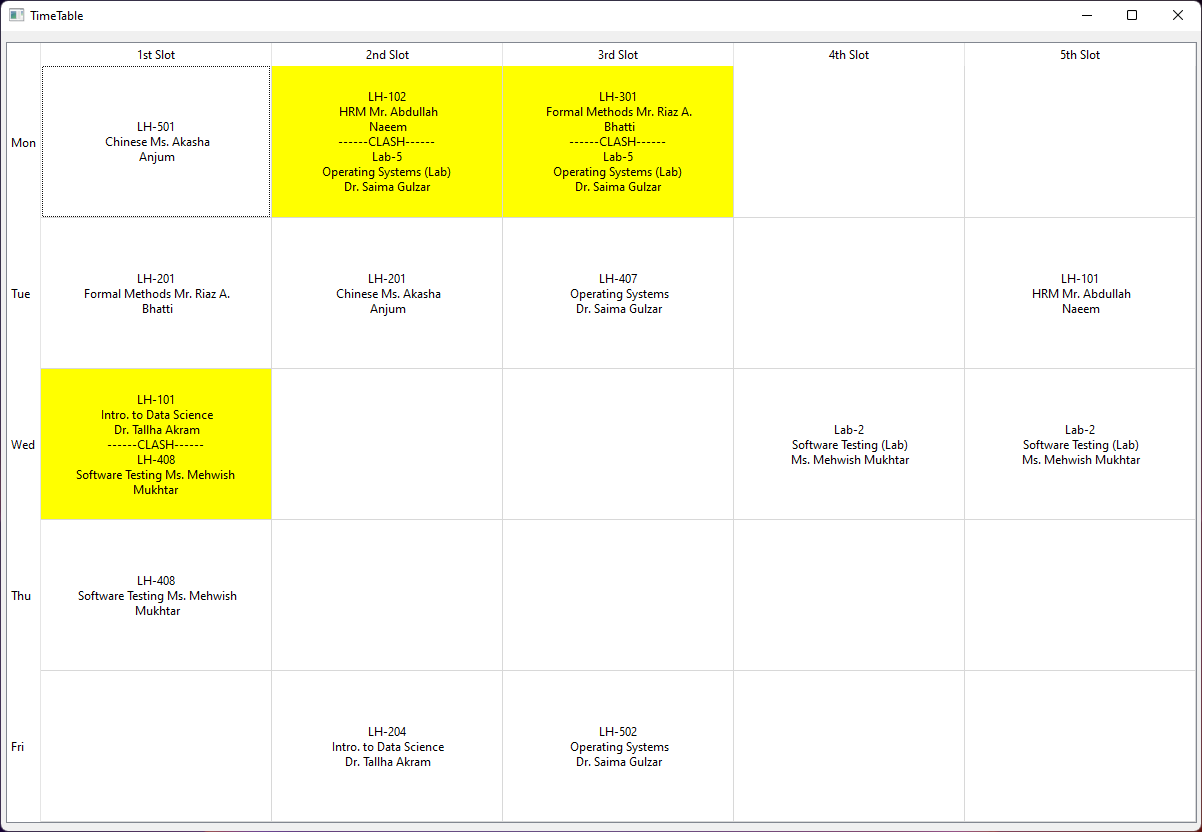 TimeTable
1st Slot 2nd Slot 3rd Slot 4th Slot 5th Slot
Mon
LH-501
Chinese Ms. Akasha
Anjum
LH-102
HRM Mr. Abdullah
Naeem
------CLASH------
Lab-5
Operating Systems (Lab)
Dr. Saima Gulzar
LH-301
Formal Methods Mr. Riaz A.
Bhatti
------CLASH------
Lab-5
Operating Systems (Lab)
Dr. Saima Gulzar
Tue
LH-201
Formal Methods Mr. Riaz A.
Bhatti
LH-201
Chinese Ms. Akasha
Anjum
LH-407
Operating Systems
Dr. Saima Gulzar
LH-101
HRM Mr. Abdullah
Naeem
Wed
LH-101
Intro. to Data Science
Dr. Tallha Akram
------CLASH------
LH-408
Software Testing Ms. Mehwish
Mukhtar
Lab-2
Software Testing (Lab)
Ms. Mehwish Mukhtar
Lab-2
Software Testing (Lab)
Ms. Mehwish Mukhtar
Thu
LH-408
Software Testing Ms. Mehwish
Mukhtar
Fri
LH-204
Intro. to Data Science
Dr. Tallha Akram
LH-502
Operating Systems
Dr. Saima Gulzar